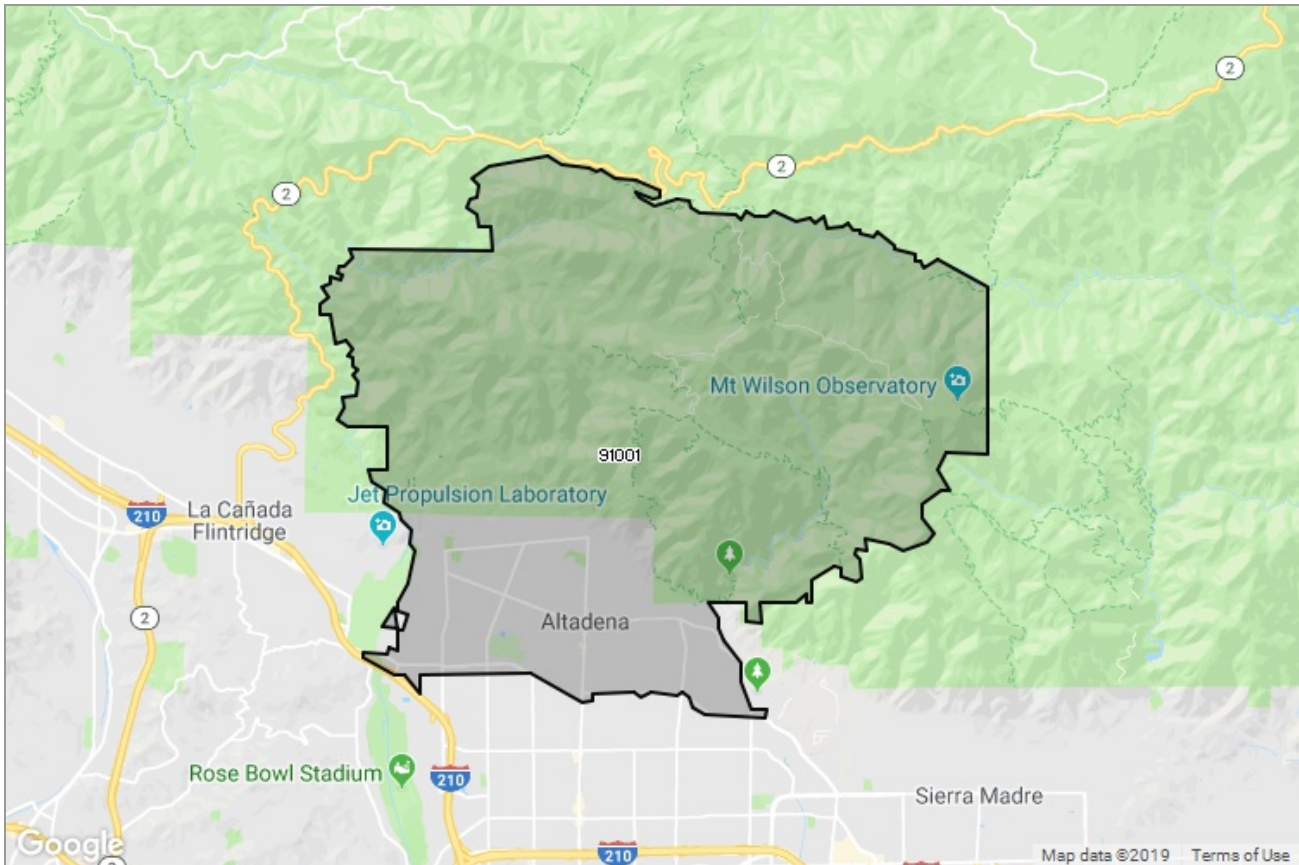 2
2
2
Mt Wilson Observatory
91001
Jet Propulsion Laboratory
La Cañada
Flintridge
210
2
Altadena
Rose Bowl Stadium
210
Sierra Madre
210
Google
Map data ©2019 Terms of Use